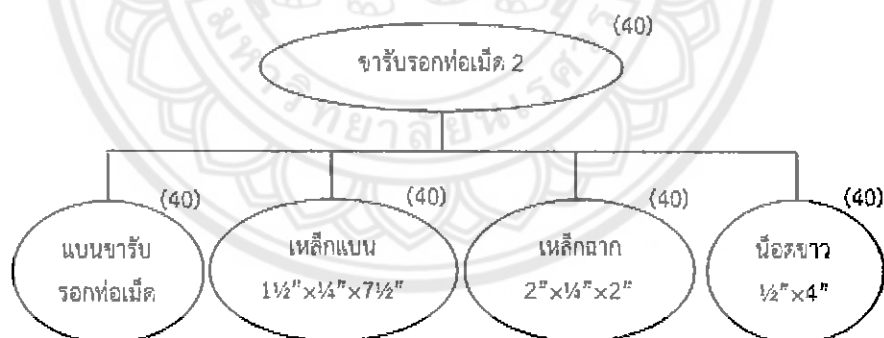 (40)
ขารับรอกท่อเม็ด 2
(40)
(40)
(40)
(40)
แบนขารับ
รอกท่อเม็ด
เหล็กแบน
1½"×¼"×7½"
เหล็กฉาก
2"×¼"×2"
น็อตขาว
½"×4"